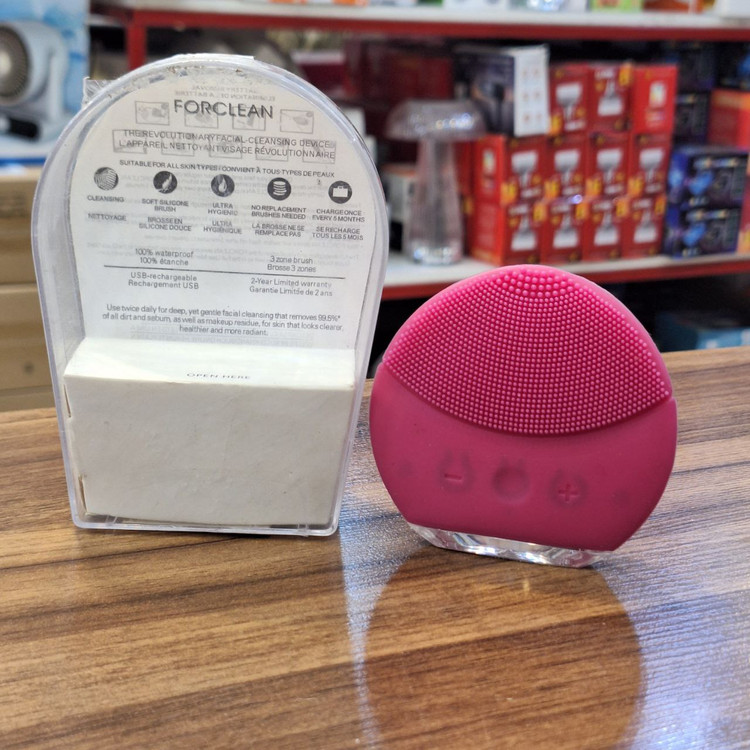 FORCLEAN
THE REVOLUTIONARY FACIAL-CLEANSING DEVICE
L'APPAREIL NETTOYANT VISAGE RÉVOLUTIONNAIRE
SUITABLE FOR ALL SKIN TYPES / CONVIENT À TOUS TYPES DE PEAUX
CLEANSING
NETTOYAGE
SOFT SILICONE
BRUSH
BROSSE EN
SILICONE DOUCE
ULTRA
HYGIENIC
ULTRA
HYGIÉNIQUE
NO REPLACEMENT
BRUSHES NEEDED
LA BROSSE NE SE
REMPLACE PAS
CHARGE ONCE
EVERY 5 MONTHS
SE RECHARGE
TOUS LES 5 MOIS
100% waterproof
100% étanche
3 zone brush
Brosse 3 zones
USB-rechargeable
Rechargement USB
2-Year Limited warranty
Garantie Limitée de 2 ans
Use twice daily for deep, yet gentle facial cleansing that removes 99.5%*
of all dirt and sebum, as well as makeup residue, for skin that looks clearer,
healthier and more radiant.
OPEN HERE
− +